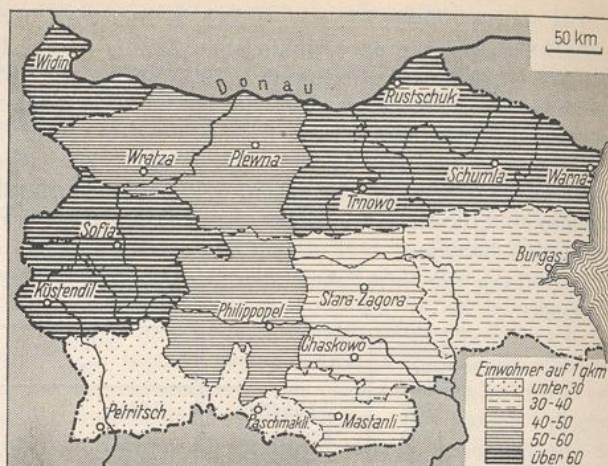 50 km
Widin
Donau
Rustschuk
Wratza
Plewna
Schumla
Warna
Trnowo
Sofia
Burgas
Küstendil
Stara-Zagora
Philippopel
Chaskowo
Petritsch
Paschmakli
Mastanli
Einwohner auf 1 qkm
unter 30
30-40
40-50
50-60
über 60